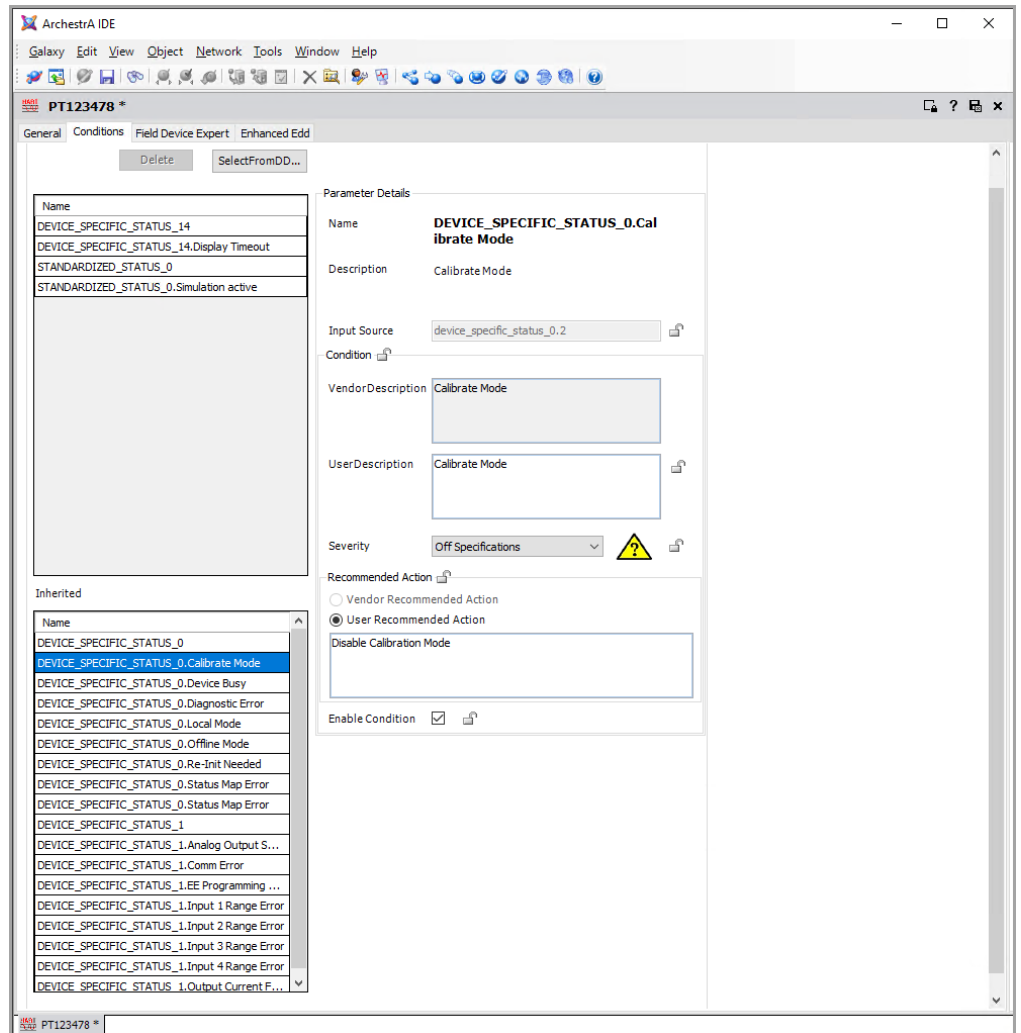 ArchestrA IDE
Galaxy Edit View Object Network Tools Window Help
PT123478 *
General Conditions Field Device Expert Enhanced Edd
Delete SelectFromDD...
Name
DEVICE_SPECIFIC_STATUS_14
DEVICE_SPECIFIC_STATUS_14.Display Timeout
STANDARDIZED_STATUS_0
STANDARDIZED_STATUS_0.Simulation active
Inherited
Name
DEVICE_SPECIFIC_STATUS_0
DEVICE_SPECIFIC_STATUS_0.Calibrate Mode
DEVICE_SPECIFIC_STATUS_0.Device Busy
DEVICE_SPECIFIC_STATUS_0.Diagnostic Error
DEVICE_SPECIFIC_STATUS_0.Local Mode
DEVICE_SPECIFIC_STATUS_0.Offline Mode
DEVICE_SPECIFIC_STATUS_0.Re-Init Needed
DEVICE_SPECIFIC_STATUS_0.Status Map Error
DEVICE_SPECIFIC_STATUS_0.Status Map Error
DEVICE_SPECIFIC_STATUS_1
DEVICE_SPECIFIC_STATUS_1.Analog Output S...
DEVICE_SPECIFIC_STATUS_1.Comm Error
DEVICE_SPECIFIC_STATUS_1.EE Programming ...
DEVICE_SPECIFIC_STATUS_1.Input 1 Range Error
DEVICE_SPECIFIC_STATUS_1.Input 2 Range Error
DEVICE_SPECIFIC_STATUS_1.Input 3 Range Error
DEVICE_SPECIFIC_STATUS_1.Input 4 Range Error
DEVICE_SPECIFIC_STATUS_1.Output Current F...
Parameter Details
Name DEVICE_SPECIFIC_STATUS_0.Cal
ibrate Mode
Description Calibrate Mode
Input Source device_specific_status_0.2
Condition
VendorDescription Calibrate Mode
UserDescription Calibrate Mode
Severity Off Specifications ?
Recommended Action
Vendor Recommended Action
User Recommended Action
Disable Calibration Mode
Enable Condition
HART PT123478 *